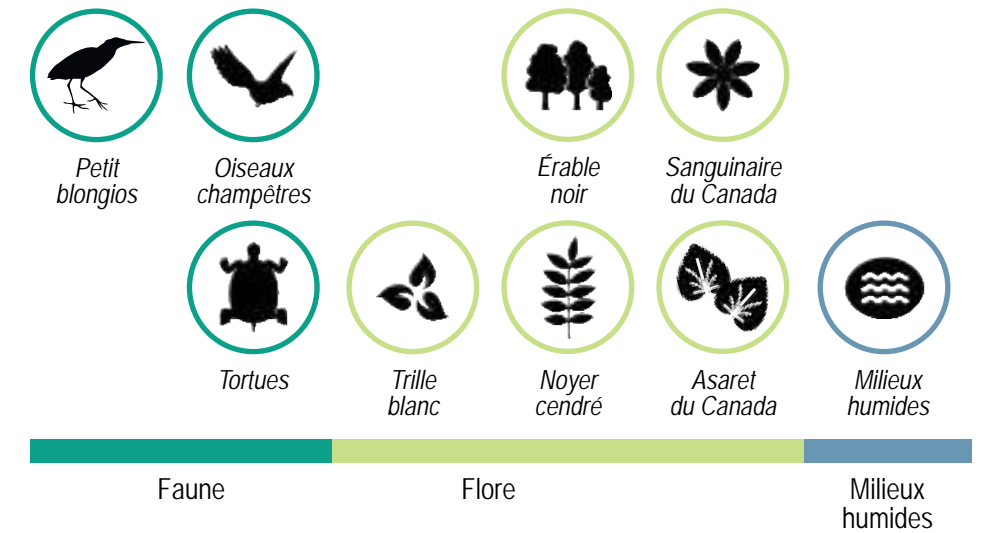 Petit
blongios
Oiseaux
champêtres
Érable
noir
Sanguinaire
du Canada
Tortues
Trille
blanc
Noyer
cendré
Asaret
du Canada
Milieux
humides
Faune
Flore
Milieux
humides